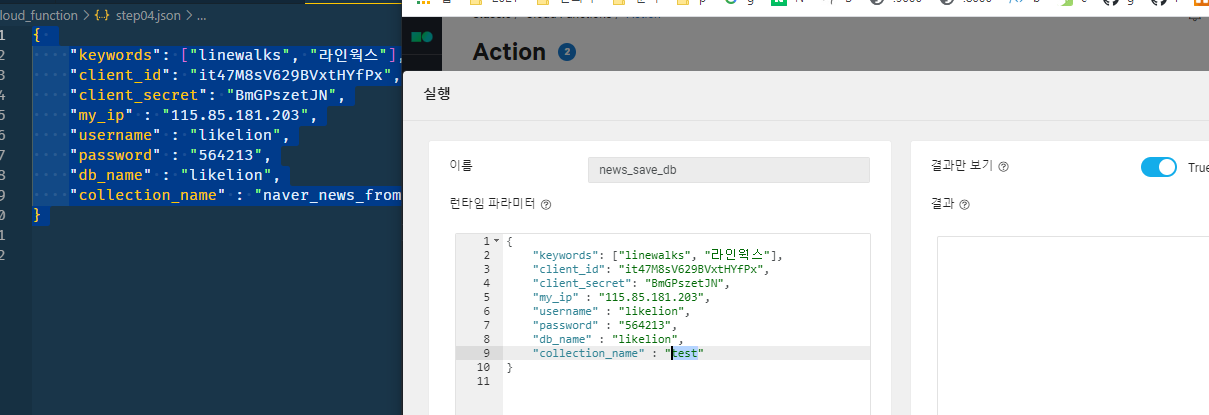 loud_function > {..} step04.json > ...
1 {
2 "keywords": ["linewalks", "라인웍스"],
3 "client_id": "it47M8sV629BVxtHYfPx",
4 "client_secret": "BmGPszetJN",
5 "my_ip" : "115.85.181.203",
6 "username" : "likelion",
7 "password" : "564213",
8 "db_name" : "likelion",
9 "collection_name" : "naver_news_from
0 }
1
2
Action 2
실행
이름
news_save_db
런타임 파라미터
1 {
2 "keywords": ["linewalks", "라인웍스"],
3 "client_id": "it47M8sV629BVxtHYfPx",
4 "client_secret": "BmGPszetJN",
5 "my_ip" : "115.85.181.203",
6 "username" : "likelion",
7 "password" : "564213",
8 "db_name" : "likelion",
9 "collection_name" : "test"
10 }
11
결과만 보기
True
결과